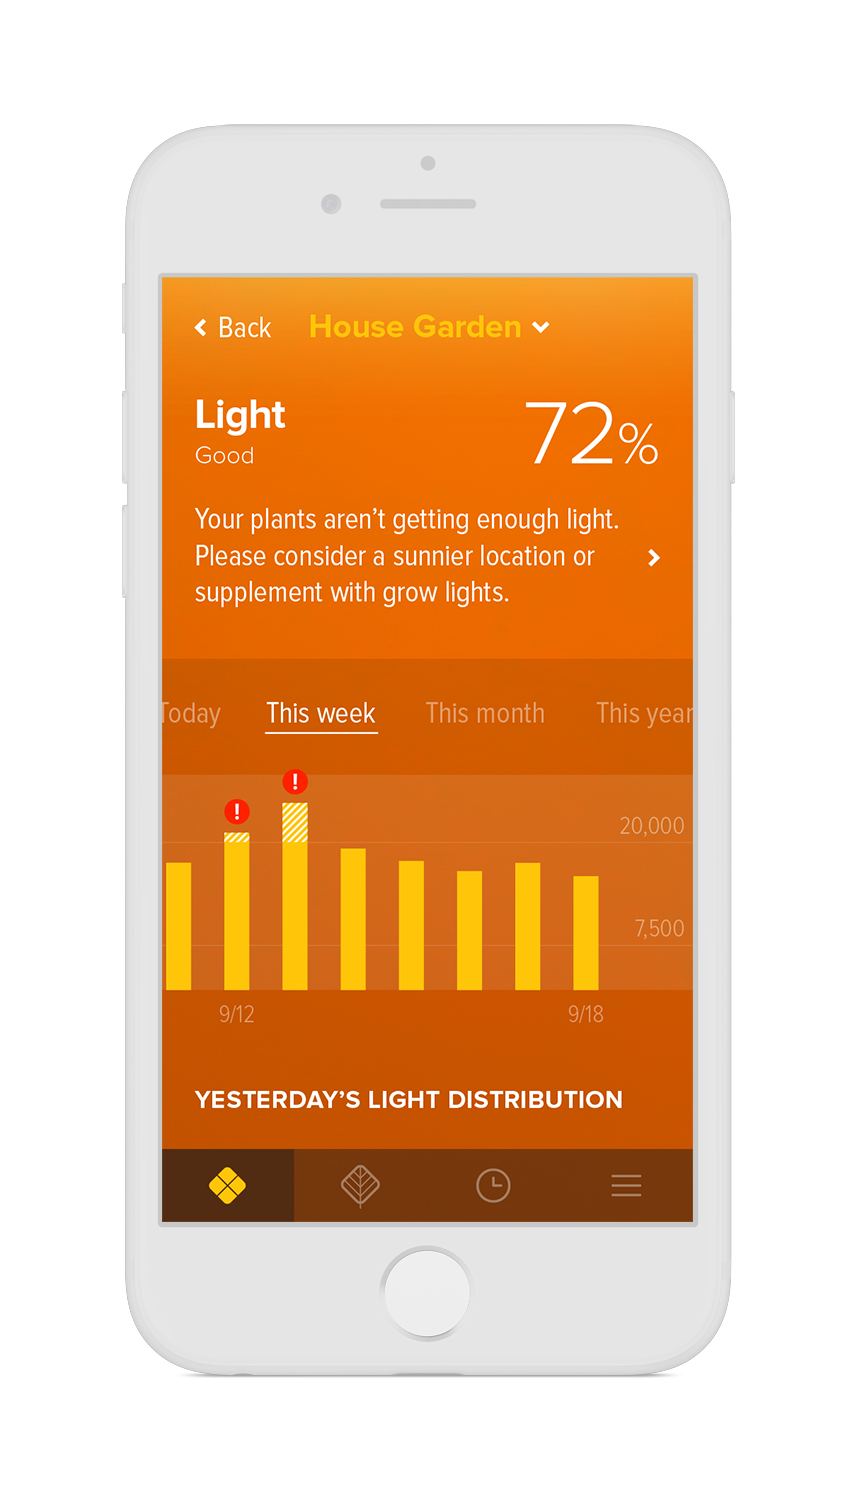 Back House Garden
Light
72%
Good
Your plants aren’t getting enough light.
Please consider a sunnier location or
supplement with grow lights.
Today This week This month This year
!
!
20,000
7,500
9/12 9/18
YESTERDAY’S LIGHT DISTRIBUTION